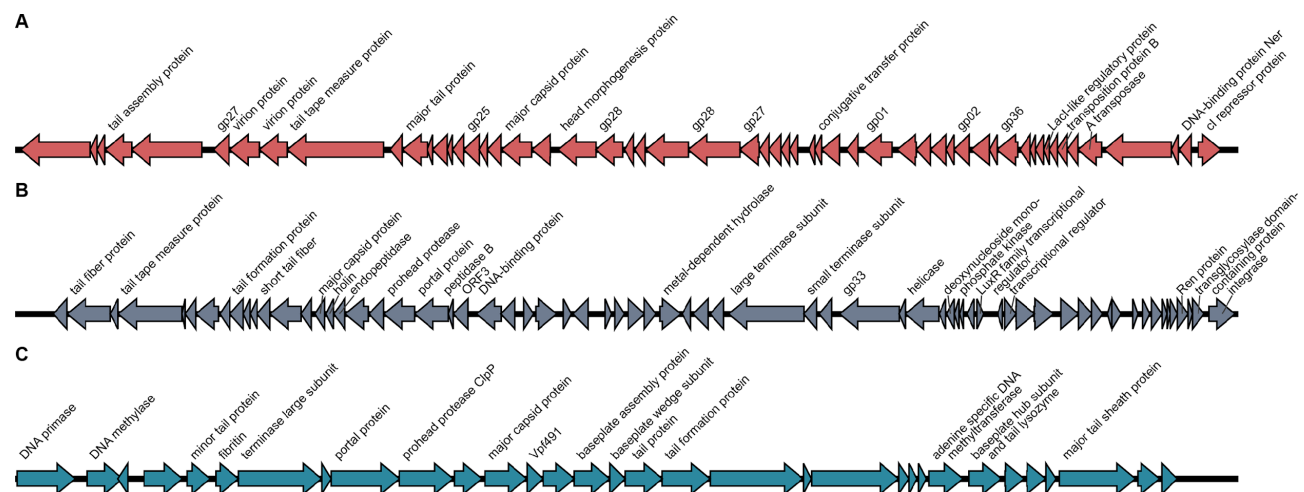 A
tail assembly protein
gp27
virion protein
virion protein
tail tape measure protein
major tail protein
gp25
major capsid protein
head morphogenesis protein
gp28
gp28
gp27
conjugative transfer protein
gp01
gp02
gp36
LacI-like regulatory protein
transposition protein B
A transposase
DNA-binding protein Ner
cI repressor protein
B
tail fiber protein
tail tape measure protein
tail formation protein
short tail fiber
major capsid protein
holin
endopeptidase
prohead protease
portal protein
peptidase B
ORF3
DNA-binding protein
metal-dependent hydrolase
large terminase subunit
small terminase subunit
gp33
helicase
deoxynucleoside mono-
phosphate kinase
LuxR family transcriptional
regulator
transcriptional regulator
Ren protein
transglycosylase domain-
containing protein
integrase
C
DNA primase
DNA methylase
minor tail protein
fibritin
terminase large subunit
portal protein
prohead protease ClpP
major capsid protein
Vpf491
baseplate assembly protein
baseplate wedge subunit
tail protein
tail formation protein
adenine specific DNA
methyltransferase
baseplate hub subunit
and tail lysozyme
major tail sheath protein